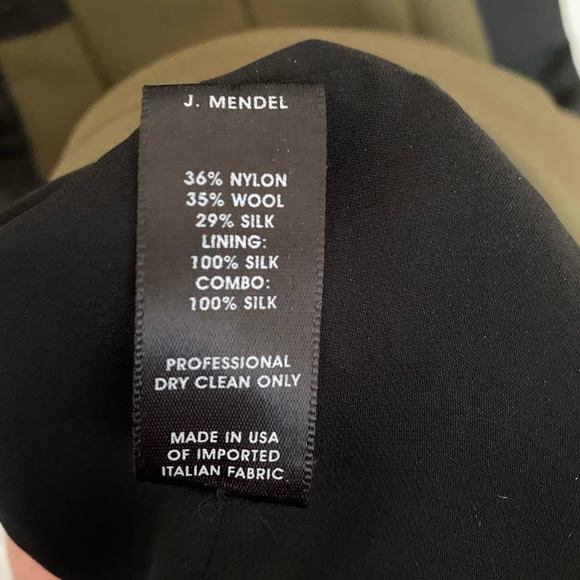 J. MENDEL
36% NYLON
35% WOOL
29% SILK
LINING:
100% SILK
COMBO:
100% SILK
PROFESSIONAL
DRY CLEAN ONLY
MADE IN USA
OF IMPORTED
ITALIAN FABRIC